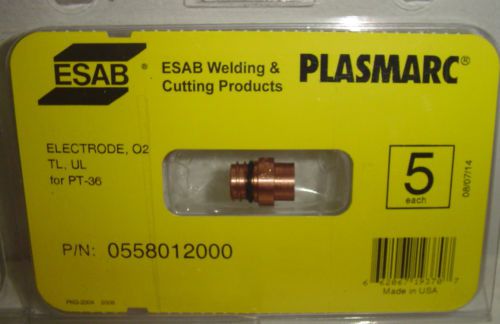 ESAB
ESAB Welding &
Cutting Products
PLASMARC®
ELECTRODE, O2
TL, UL
for PT-36
5
each
08/07/14
P/N: 0558012000
Made in USA